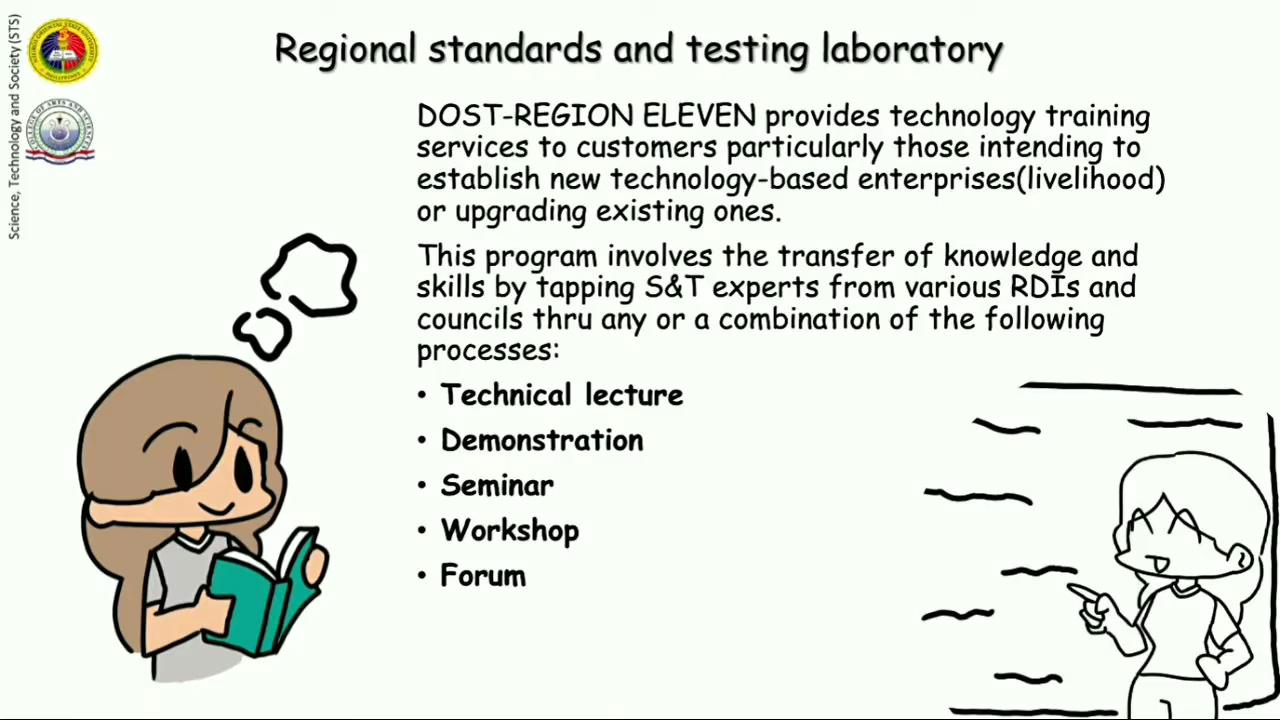 Science, Technology and Society (STS)
Regional standards and testing laboratory
DOST-REGION ELEVEN provides technology training
services to customers particularly those intending to
establish new technology-based enterprises(livelihood)
or upgrading existing ones.
This program involves the transfer of knowledge and
skills by tapping S&T experts from various RDIs and
councils thru any or a combination of the following
processes:
• Technical lecture
• Demonstration
• Seminar
• Workshop
• Forum